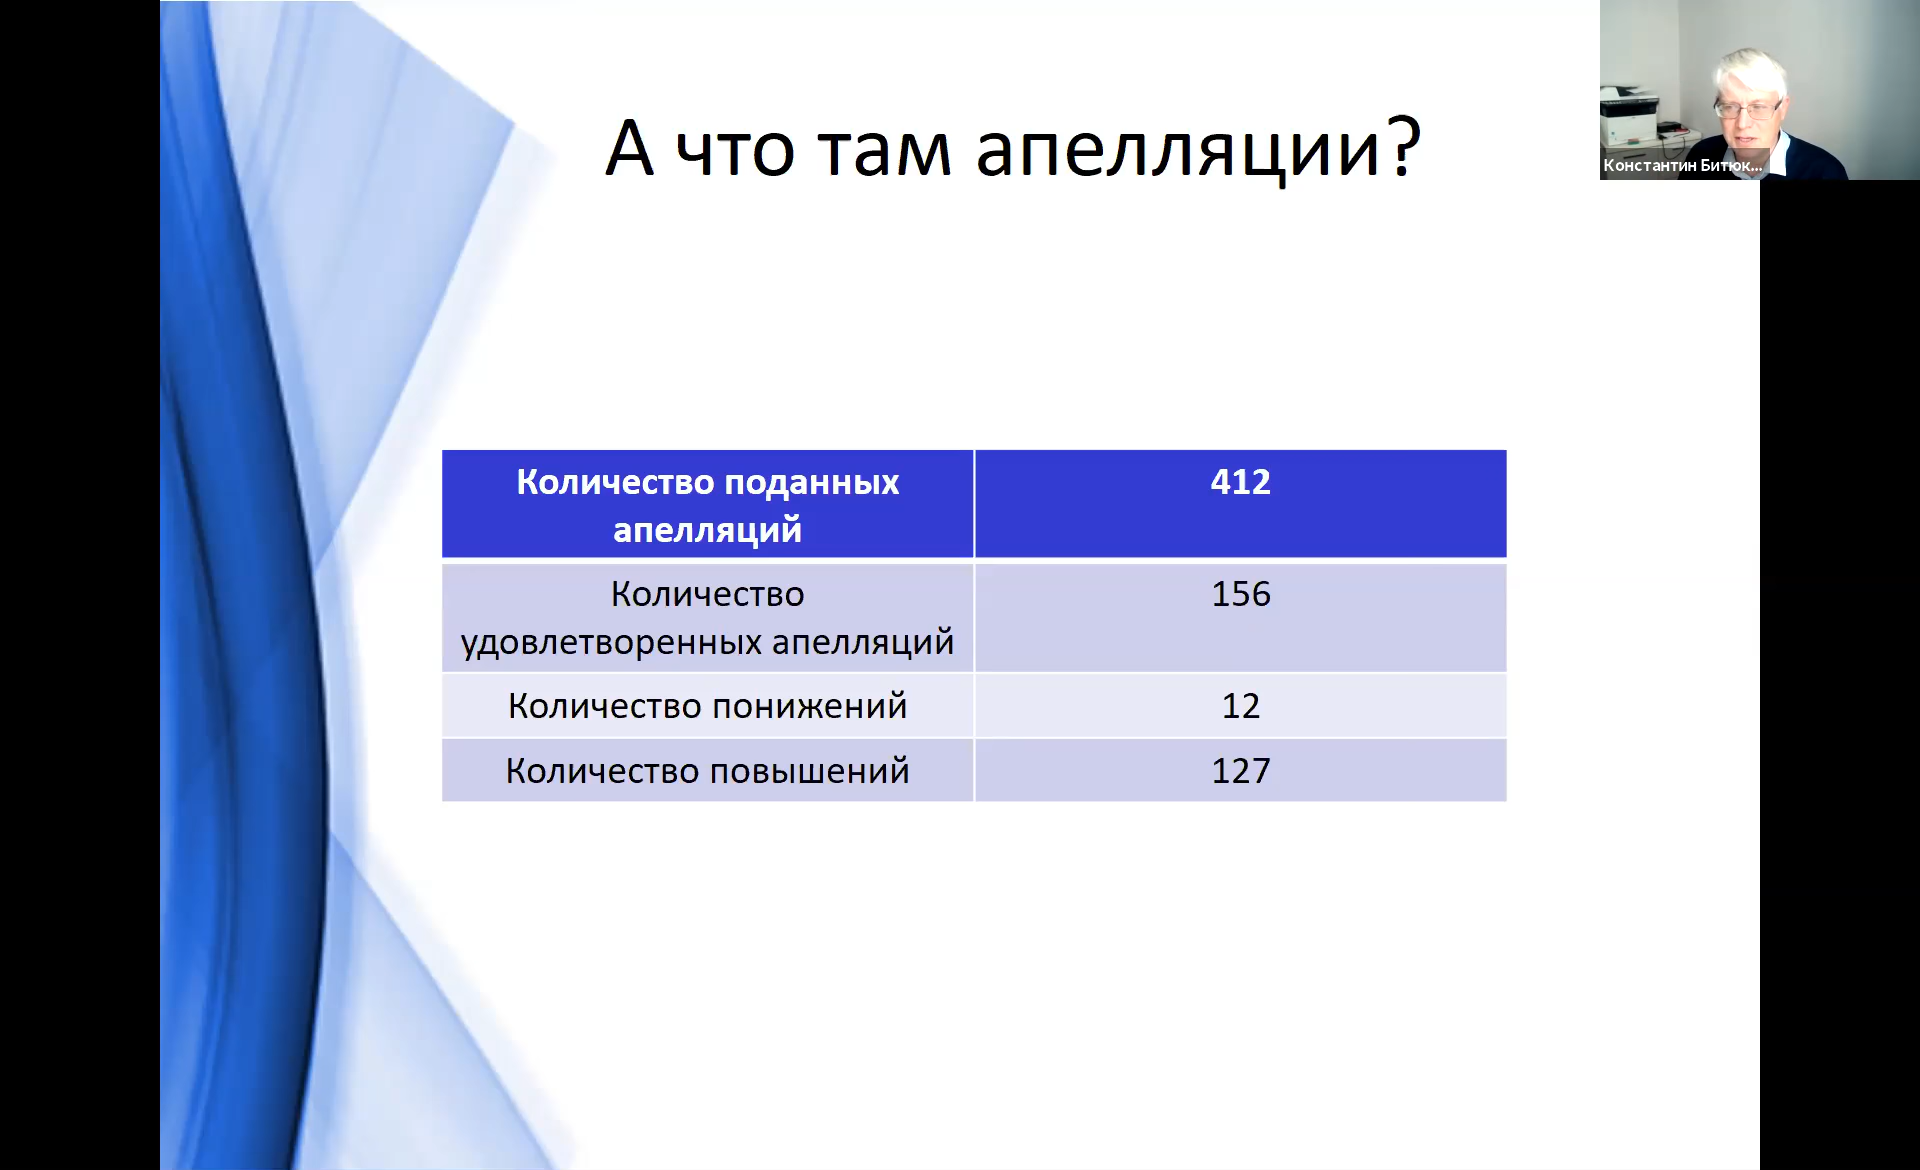 А что там апелляции?
Константин Битюк...
Количество поданных
апелляций
412
Количество
удовлетворенных апелляций
156
Количество понижений
12
Количество повышений
127